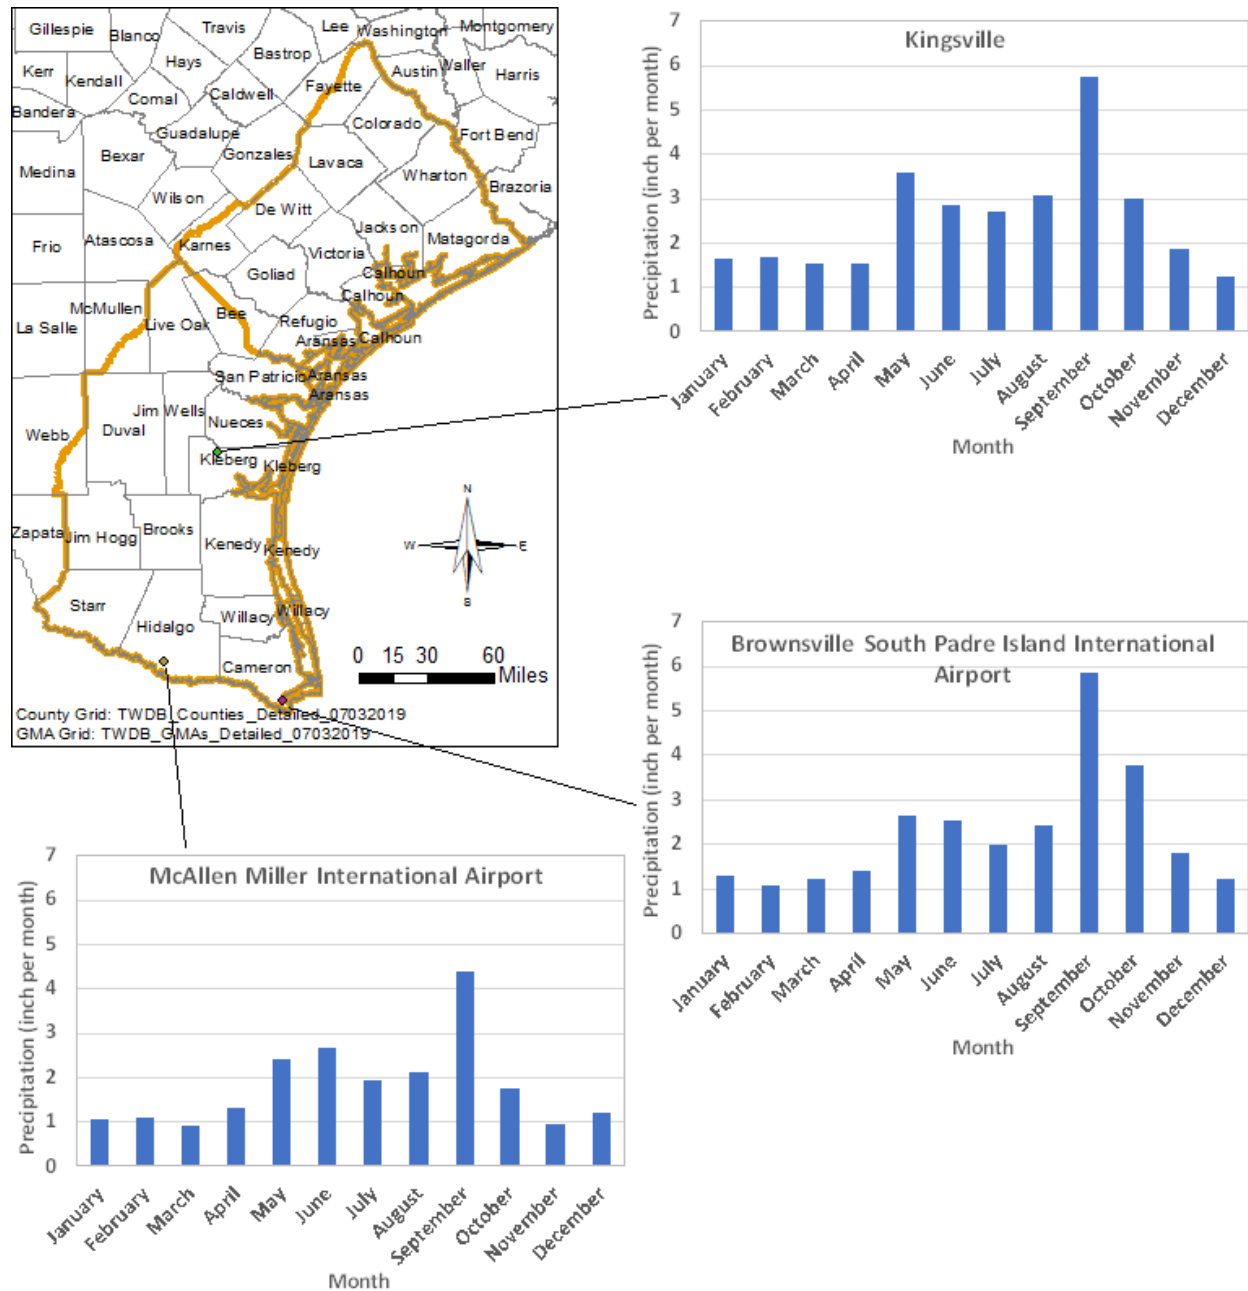 Gillespie
Blanco
Travis
Lee
Washington
Montgomery
Hays
Bastrop
Kerr
Kendall
Austin
Waller
Harris
Comal
Caldwell
Fayette
Bandera
Guadalupe
Colorado
Fort Bend
Medina
Bexar
Gonzales
Lavaca
Wharton
Brazoria
Wilson
De Witt
Frio
Atascosa
Karnes
Jackson
Matagorda
Victoria
Goliad
Calhoun
Calhoun
McMullen
La Salle
Live Oak
Bee
Refugio
Aransas
Calhoun
San Patricio
Aransas
Aransas
Jim Wells
Nueces
Webb
Duval
Kleberg
Kleberg
Zapata
Jim Hogg
Brooks
Kenedy
Kenedy
Starr
Hidalgo
Willacy
Willacy
Cameron
N
W
E
S
0 15 30 60
Miles
County Grid: TWDB_Counties_Detailed_07032019
GMA Grid: TWDB_GMAs_Detailed_07032019
Kingsville
Precipitation (inch per month)
7
6
5
4
3
2
1
0
January
February
March
April
May
June
July
August
September
October
November
December
Month
Brownsville South Padre Island International
Airport
Precipitation (inch per month)
7
6
5
4
3
2
1
0
January
February
March
April
May
June
July
August
September
October
November
December
Month
McAllen Miller International Airport
Precipitation (inch per month)
7
6
5
4
3
2
1
0
January
February
March
April
May
June
July
August
September
October
November
December
Month